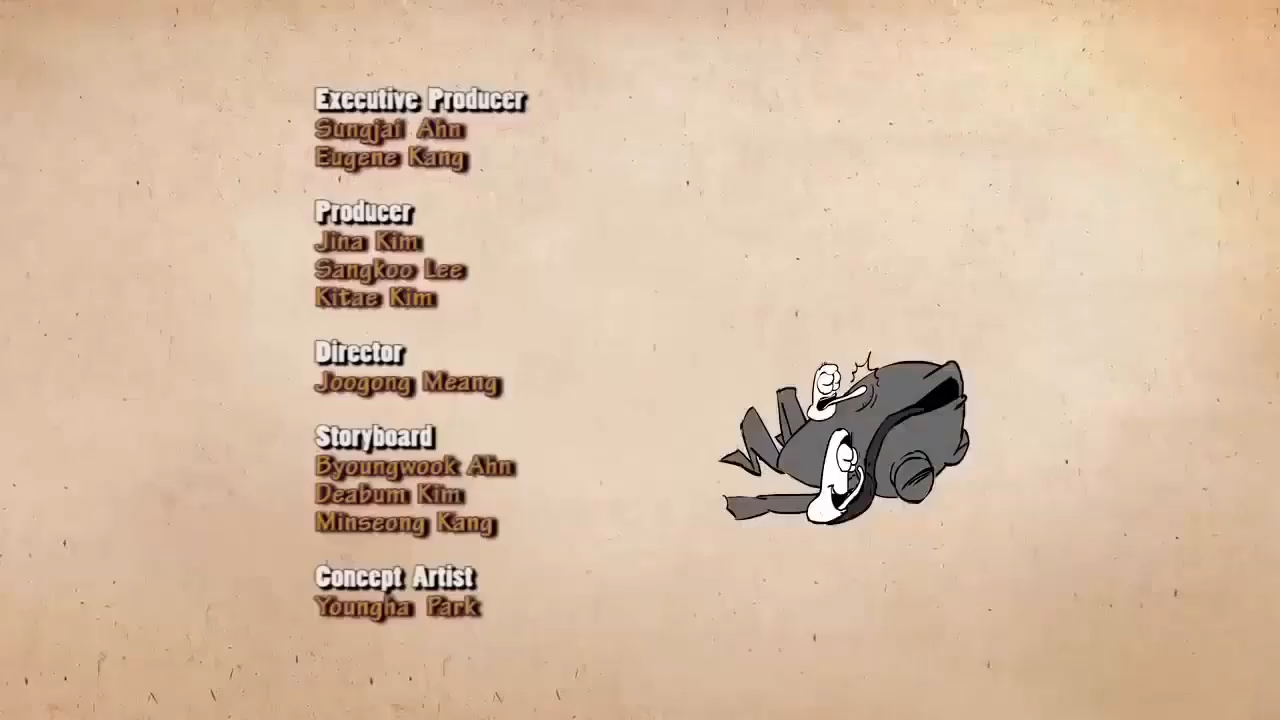 Executive Producer
Sungjai Ahn
Eugene Kang
Producer
Jina Kim
Sangkoo Lee
Kitae Kim
Director
Joogong Meang
Storyboard
Byoungwook Ahn
Deabum Kim
Minseong Kang
Concept Artist
Youngha Park